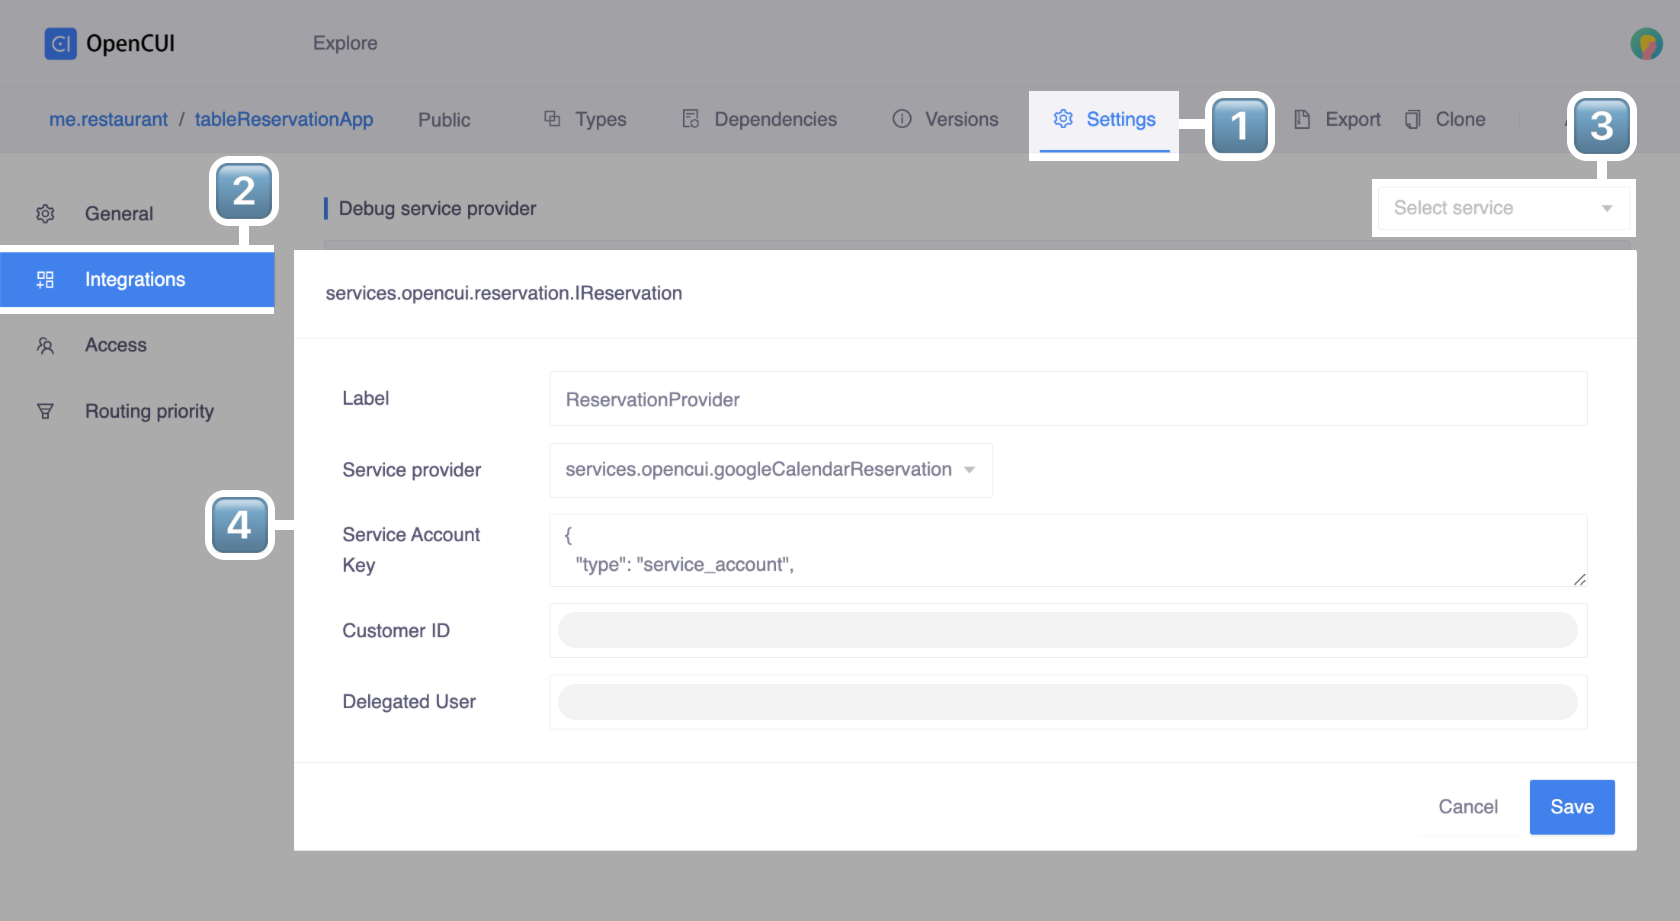 CI OpenCUI Explore
me.restaurant / tableReservationApp Public Types Dependencies Versions Settings 1 Export Clone 3
2
General Debug service provider Select service
Integrations
services.opencui.reservation.IReservation
Access
Label ReservationProvider
Routing priority
Service provider services.opencui.googleCalendarReservation
4
Service Account {
Key "type": "service_account",
Customer ID
Delegated User
Cancel Save